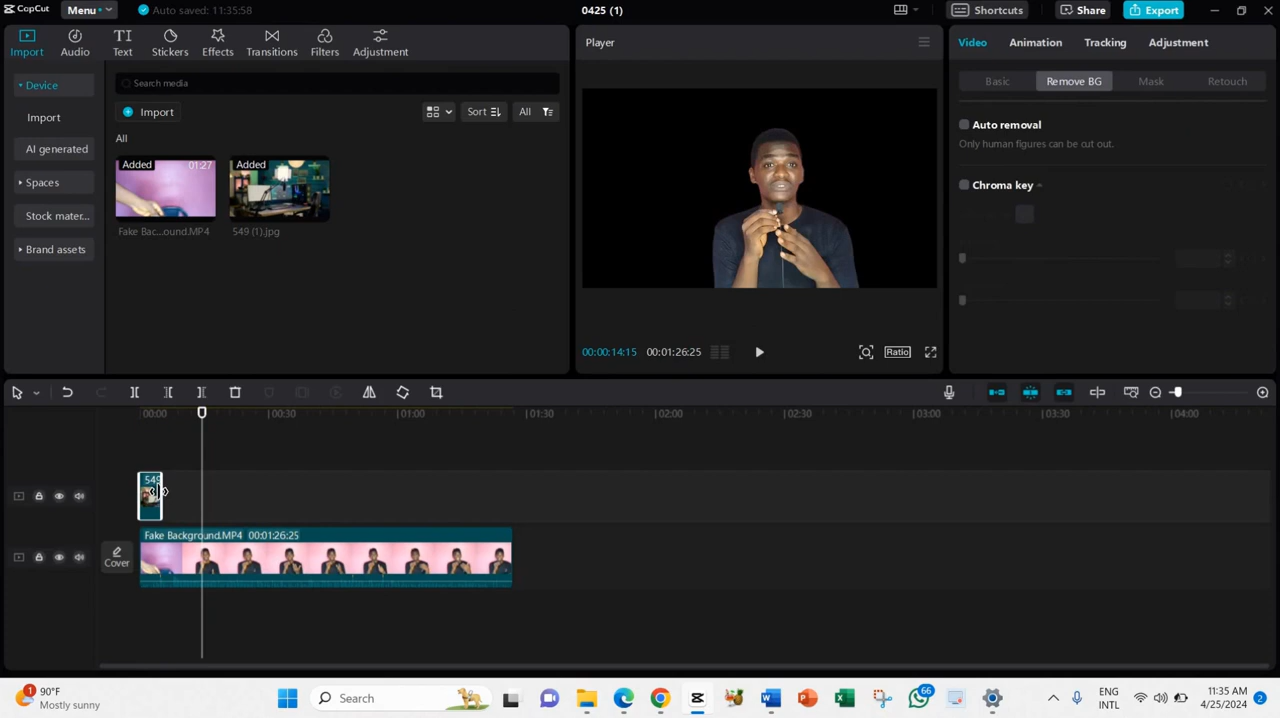 CapCut
Menu
Auto saved: 11:35:58
0425 (1)
Shortcuts
Share
Export
Import
Audio
Text
Stickers
Effects
Transitions
Filters
Adjustment
Player
Video
Animation
Tracking
Adjustment
Device
Import
AI generated
Spaces
Stock mater...
Brand assets
Search media
Import
Sort
All
All
Added
01:27
Fake Bac...ound.MP4
Added
549 (1).jpg
00:00:14:15
00:01:26:25
Ratio
Basic
Remove BG
Mask
Retouch
Auto removal
Only human figures can be cut out.
Chroma key
00:00
00:30
01:00
01:30
02:00
02:30
03:00
03:30
04:00
549
Cover
Fake Background.MP4 00:01:26:25
1
90°F
Mostly sunny
Search
66
ENG
INTL
11:35 AM
4/25/2024
2